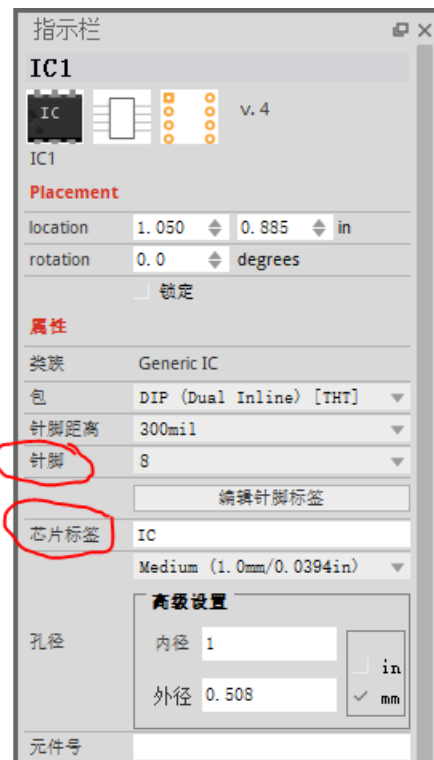 指示栏
IC1
IC
v. 4
IC1
Placement
location 1.050 0.885 in
rotation 0.0 degrees
锁定
属性
类族 Generic IC
包 DIP (Dual Inline) [THT]
针脚距离 300mil
针脚 8
编辑针脚标签
芯片标签 IC
Medium (1.0mm/0.0394in)
高级设置
孔径 内径 1
in
外径 0.508 mm
元件号